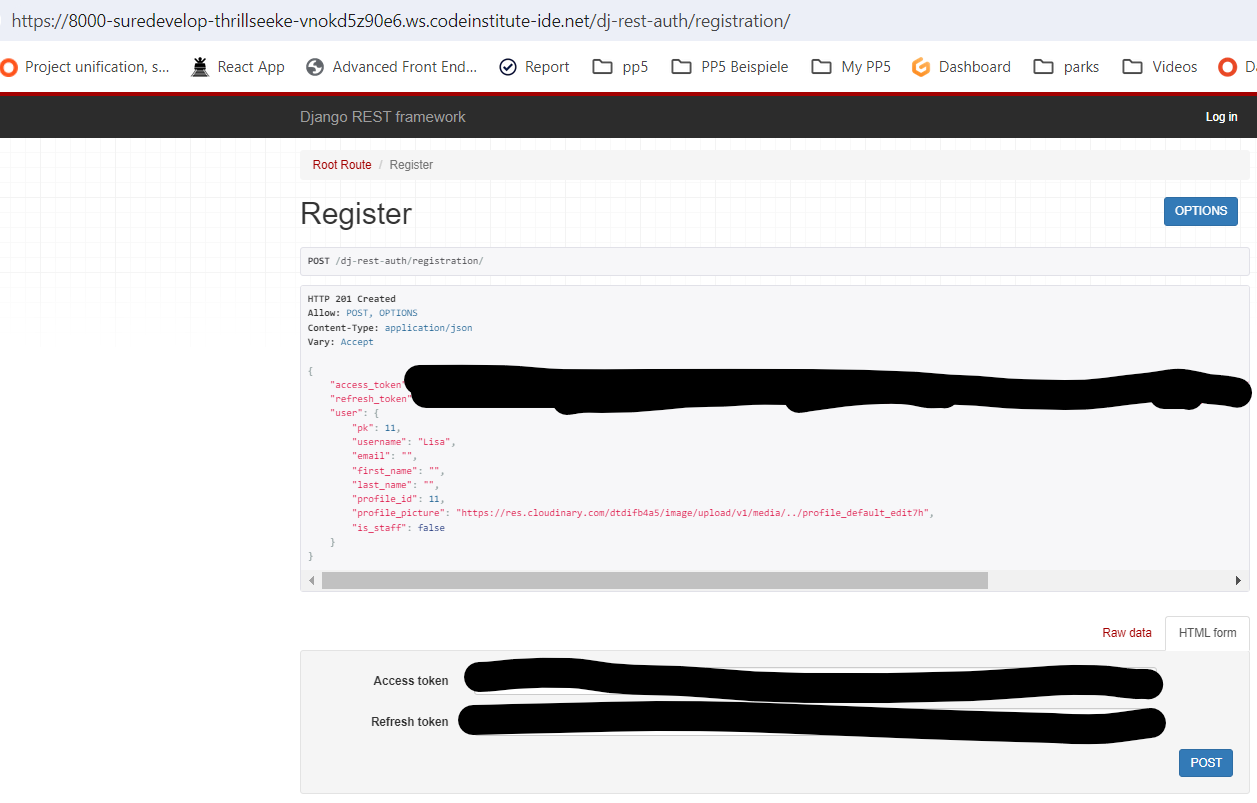 https://8000-suredevelop-thrillseeke-vnokd5z90e6.ws.codeinstitute-ide.net/dj-rest-auth/registration/
Project unification, s... React App Advanced Front End... Report pp5 PP5 Beispiele My PP5 Dashboard parks Videos
Django REST framework Log in
Root Route / Register
Register OPTIONS
POST /dj-rest-auth/registration/
HTTP 201 Created
Allow: POST, OPTIONS
Content-Type: application/json
Vary: Accept
{
"access_token"
"refresh_token"
"user": {
"pk": 11,
"username": "Lisa",
"email": "",
"first_name": "",
"last_name": "",
"profile_id": 11,
"profile_picture": "https://res.cloudinary.com/dtdifb4a5/image/upload/v1/media/../profile_default_edit7h",
"is_staff": false
}
}
Raw data HTML form
Access token
Refresh token
POST